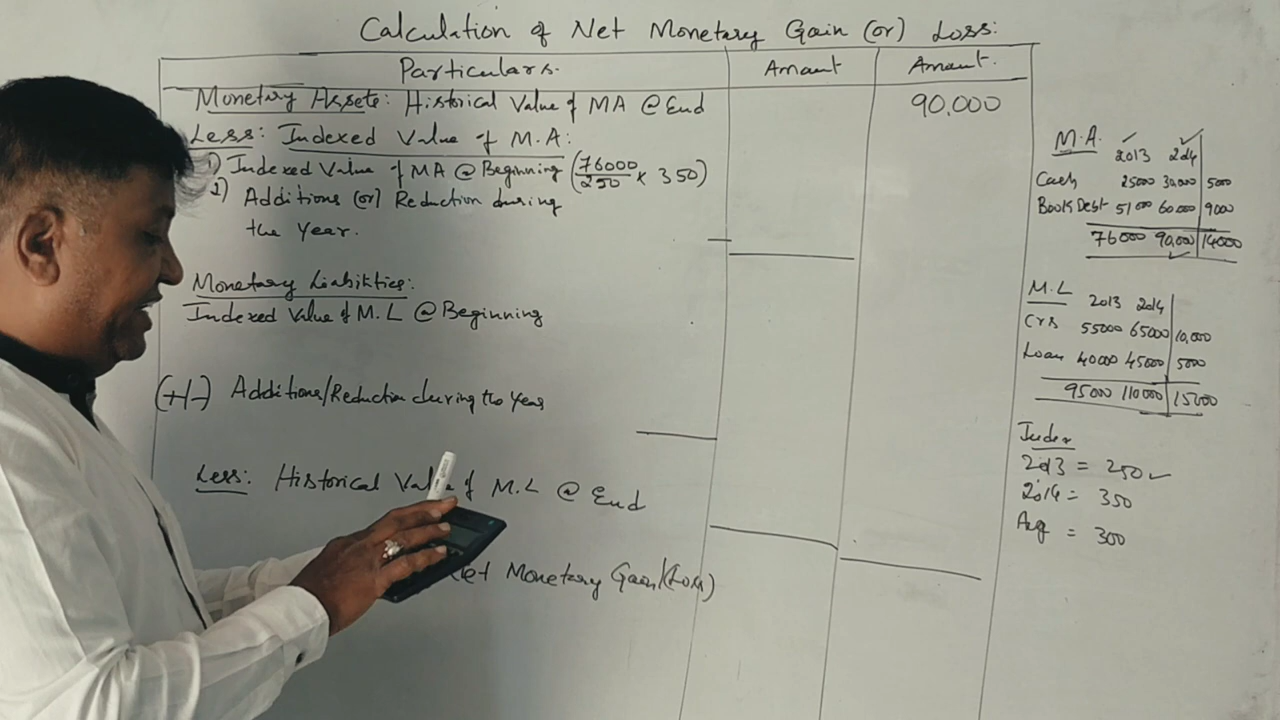 Calculation of Net Monetary Gain (or) Loss:
Particulars. Amount Amount.
Monetary Assets: Historical Value of MA @ End 90,000
Less: Indexed Value of M.A:
1) Indexed Value of MA @ Beginning (76000/250 × 350)
2) Additions (or) Reduction during
the Year.
Monetary Liabilities:
Indexed Value of M.L @ Beginning
(+/-) Additions/Reduction during the Year
Less: Historical Value of M.L @ End
Net Monetary Gain/(Loss)
M.A. 2013 2014
Cash 25000 30,000 5000
Book Debt 51000 60000 9000
76000 90,000 14000
M.L 2013 2014
Crs 55000 65000 10,000
Loan 40000 45000 5000
95000 110000 15000
Index
2013 = 250
2014 = 350
Avg = 300